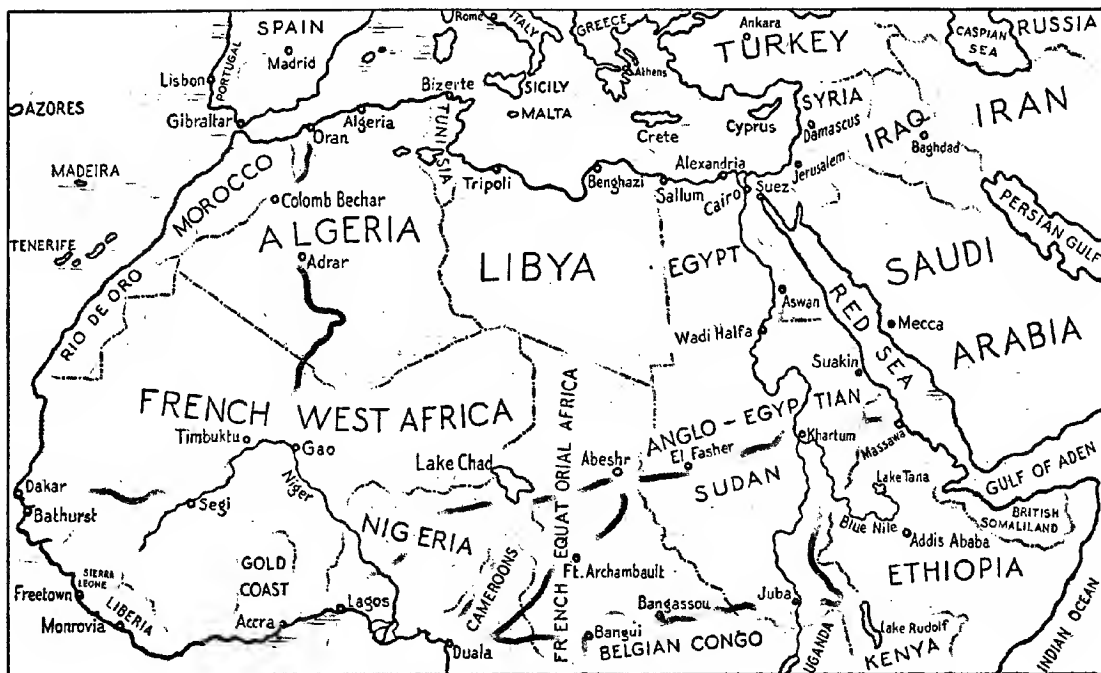 SPAIN
Madrid
PORTUGAL
Lisbon
Gibraltar
AZORES
MADEIRA
TENERIFE
Rome
ITALY
SICILY
MALTA
GREECE
Athens
Crete
Ankara
TURKEY
Cyprus
CASPIAN
SEA
RUSSIA
SYRIA
Damascus
IRAQ
Baghdad
IRAN
Jerusalem
PERSIAN GULF
Bizerte
TUNISIA
Algeria
Oran
MOROCCO
Colomb Bechar
ALGERIA
Adrar
RIO DE ORO
Tripoli
Benghazi
Sallum
Alexandria
Cairo
Suez
LIBYA
EGYPT
Aswan
Wadi Halfa
RED SEA
SAUDI
ARABIA
Mecca
Suakin
FRENCH WEST AFRICA
Timbuktu
Gao
Niger
Segi
Dakar
Bathurst
SIERRA
LEONE
Freetown
LIBERIA
Monrovia
GOLD
COAST
Accra
Lagos
NIGERIA
Lake Chad
CAMEROONS
Duala
FRENCH EQUATORIAL AFRICA
Abeshr
Ft. Archambault
Bangui
Bangassou
BELGIAN CONGO
ANGLO-EGYPTIAN
El Fasher
SUDAN
Khartum
Massawa
Lake Tana
Blue Nile
Addis Ababa
ETHIOPIA
GULF OF ADEN
BRITISH
SOMALILAND
Juba
UGANDA
Lake Rudolf
KENYA
INDIAN OCEAN